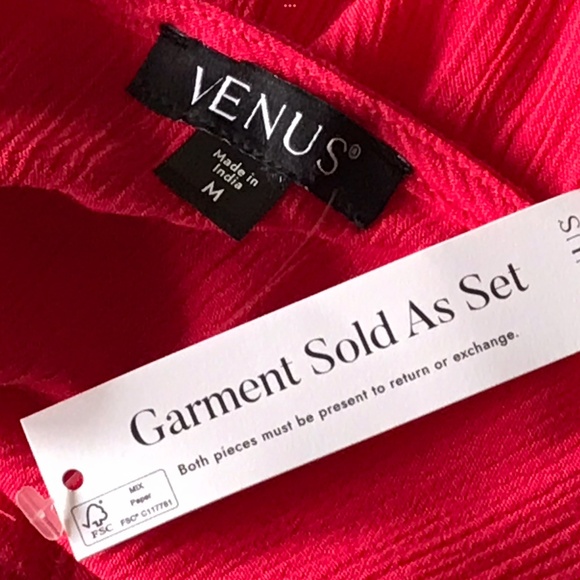 VENUS®
Made in
India
M
Garment Sold As Set
Both pieces must be present to return or exchange.
MIX
Paper
FSC
FSC® C117781